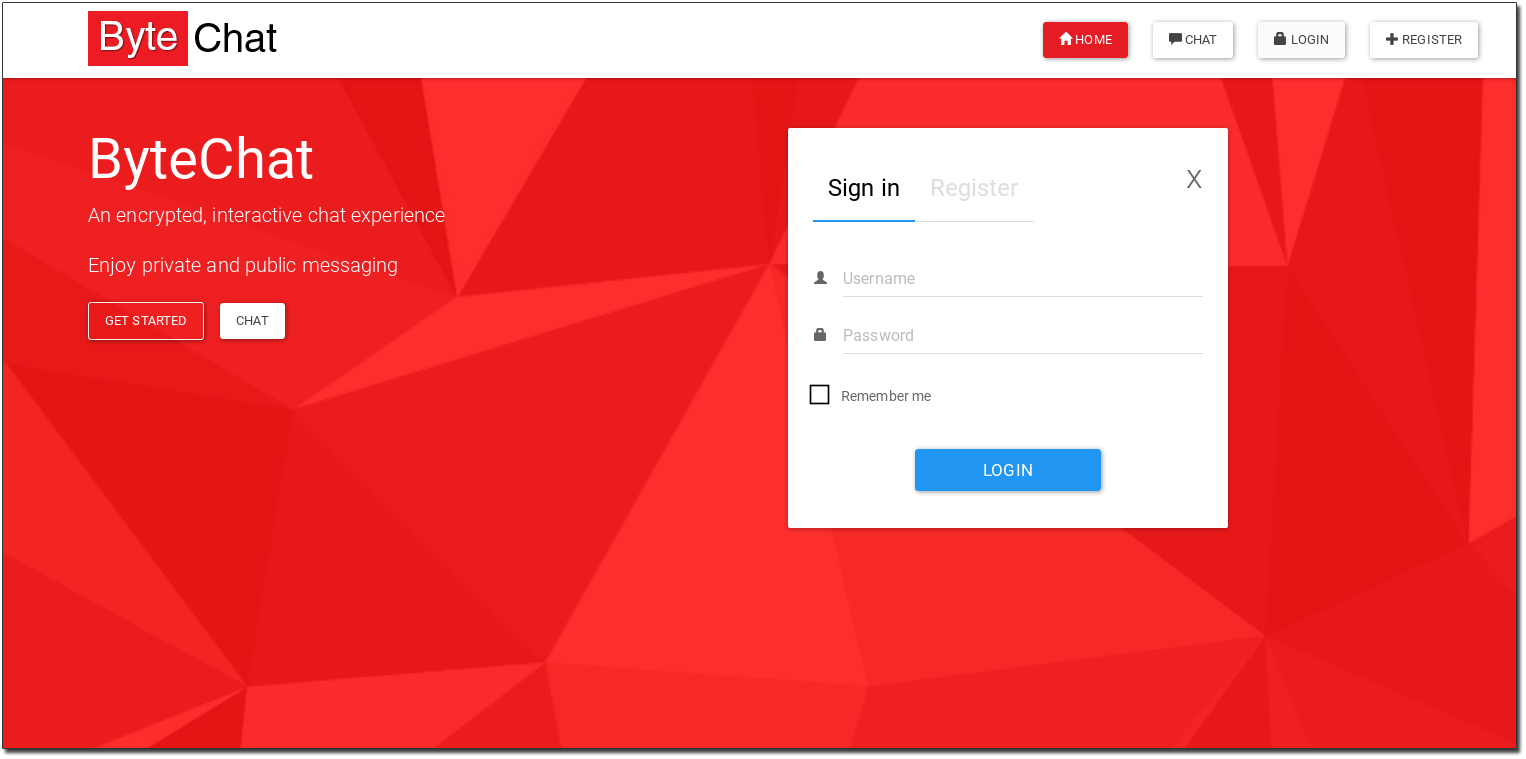 Byte Chat
HOME
CHAT
LOGIN
REGISTER
ByteChat
An encrypted, interactive chat experience
Enjoy private and public messaging
GET STARTED
CHAT
Sign in
Register
X
Username
Password
Remember me
LOGIN